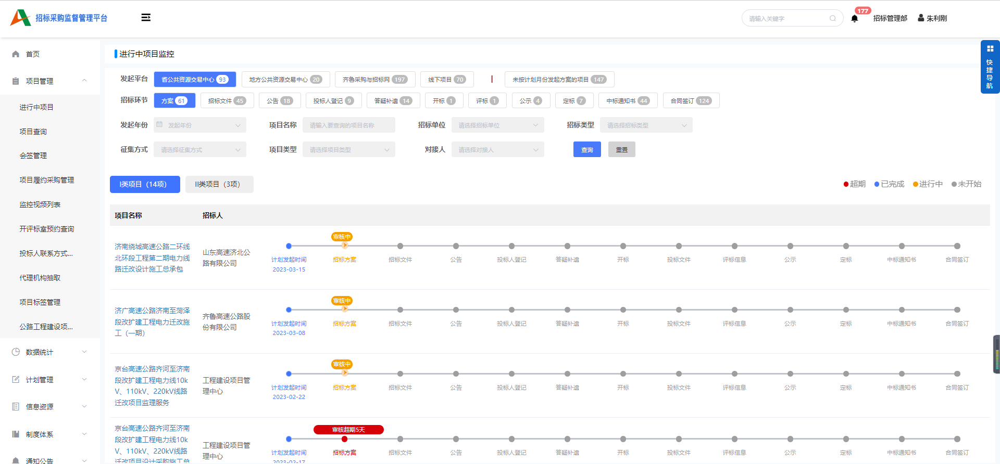 招标采购监督管理平台
请输入关键字
177
招标管理部
朱利刚
首页
项目管理
进行中项目
项目查询
会签管理
项目履约采购管理
监控视频列表
开评标室预约查询
投标人联系方式...
代理机构抽取
项目标签管理
公路工程建设项...
数据统计
计划管理
信息资源
制度体系
通知公告
快捷导航
进行中项目监控
发起平台 省公共资源交易中心 93 地方公共资源交易中心 20 齐鲁采购与招标网 197 线下项目 70 | 未按计划月份发起方案的项目 147
招标环节 方案 61 招标文件 45 公告 18 投标人登记 9 答疑补遗 14 开标 1 评标 1 公示 4 定标 7 中标通知书 44 合同签订 124
发起年份 发起年份 项目名称 请输入要查询的项目名称 招标单位 请选择招标单位 招标类型 请选择招标类型
征集方式 请选择征集方式 项目类型 请选择项目类型 对接人 请选择对接人 查询 重置
I类项目（14项） II类项目（3项） 超期 已完成 进行中 未开始
项目名称 招标人
济南绕城高速公路二环线
北环段工程第二期电力线
路迁改设计施工总承包
山东高速济北公
路有限公司
审核中
计划发起时间 招标方案 招标文件 公告 投标人登记 答疑补遗 开标 投标文件 评标信息 公示 定标 中标通知书 合同签订
2023-03-15
济广高速公路济南至菏泽
段改扩建工程电力迁改施
工（一期）
齐鲁高速公路股
份有限公司
审核中
计划发起时间 招标方案 招标文件 公告 投标人登记 答疑补遗 开标 投标文件 评标信息 公示 定标 中标通知书 合同签订
2023-03-08
京台高速公路齐河至济南
段改扩建工程电力线10k
V、110kV、220kV线路
迁改项目监理服务
工程建设项目管
理中心
审核中
计划发起时间 招标方案 招标文件 公告 投标人登记 答疑补遗 开标 投标文件 评标信息 公示 定标 中标通知书 合同签订
2023-02-22
京台高速公路齐河至济南
段改扩建工程电力线10k
V、110kV、220kV线路
迁改项目设计采购施工总
工程建设项目管
理中心
审核超期5天
计划发起时间 招标方案 招标文件 公告 投标人登记 答疑补遗 开标 投标文件 评标信息 公示 定标 中标通知书 合同签订
2023-02-17